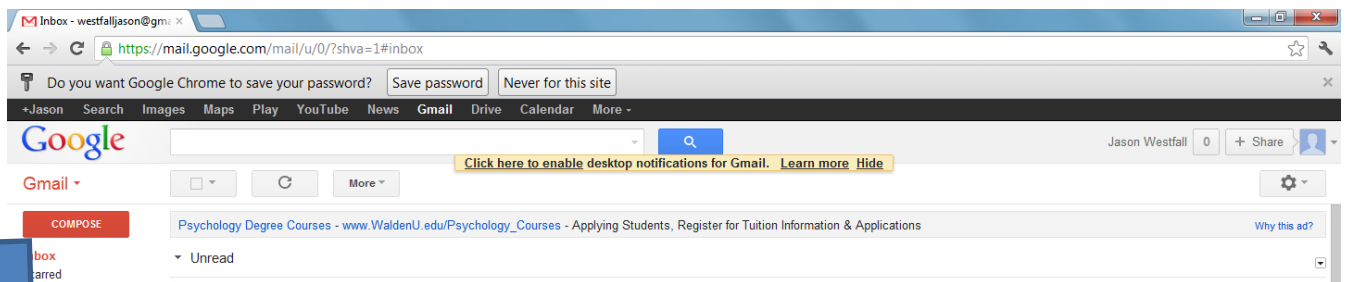 Inbox - westfalljason@gma
https://mail.google.com/mail/u/0/?shva=1#inbox
Do you want Google Chrome to save your password? Save password Never for this site
+Jason Search Images Maps Play YouTube News Gmail Drive Calendar More
Google Jason Westfall 0 + Share
Click here to enable desktop notifications for Gmail. Learn more Hide
Gmail More
COMPOSE Psychology Degree Courses - www.WaldenU.edu/Psychology_Courses - Applying Students, Register for Tuition Information & Applications Why this ad?
box Unread
arred